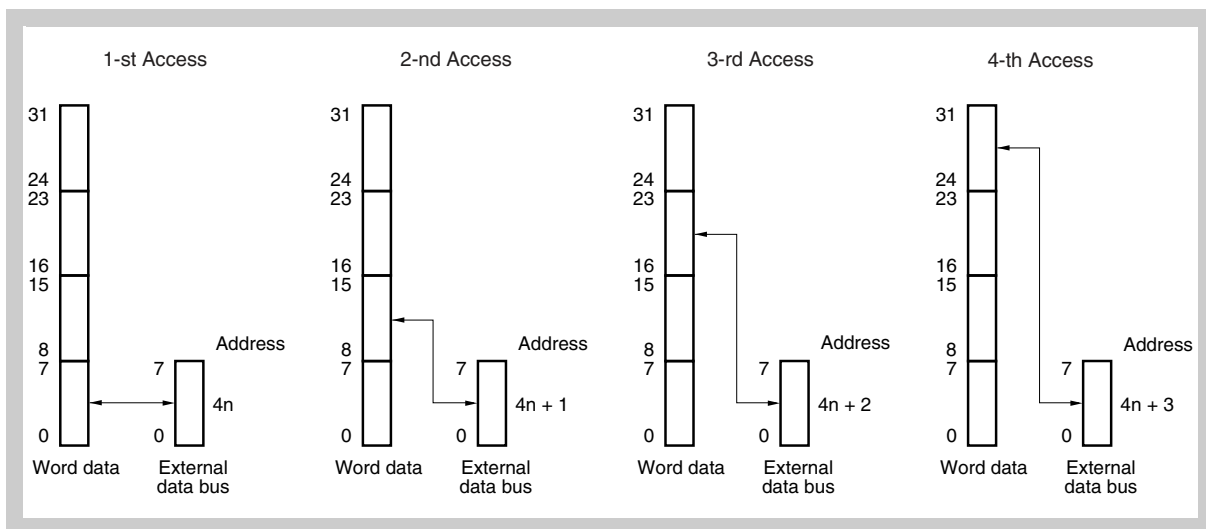 1-st Access
31
24
23
16
15
8
7
0
Address
7
4n
0
Word data
External
data bus
2-nd Access
31
24
23
16
15
8
7
0
Address
7
4n + 1
0
Word data
External
data bus
3-rd Access
31
24
23
16
15
8
7
0
Address
7
4n + 2
0
Word data
External
data bus
4-th Access
31
24
23
16
15
8
7
0
Address
7
4n + 3
0
Word data
External
data bus